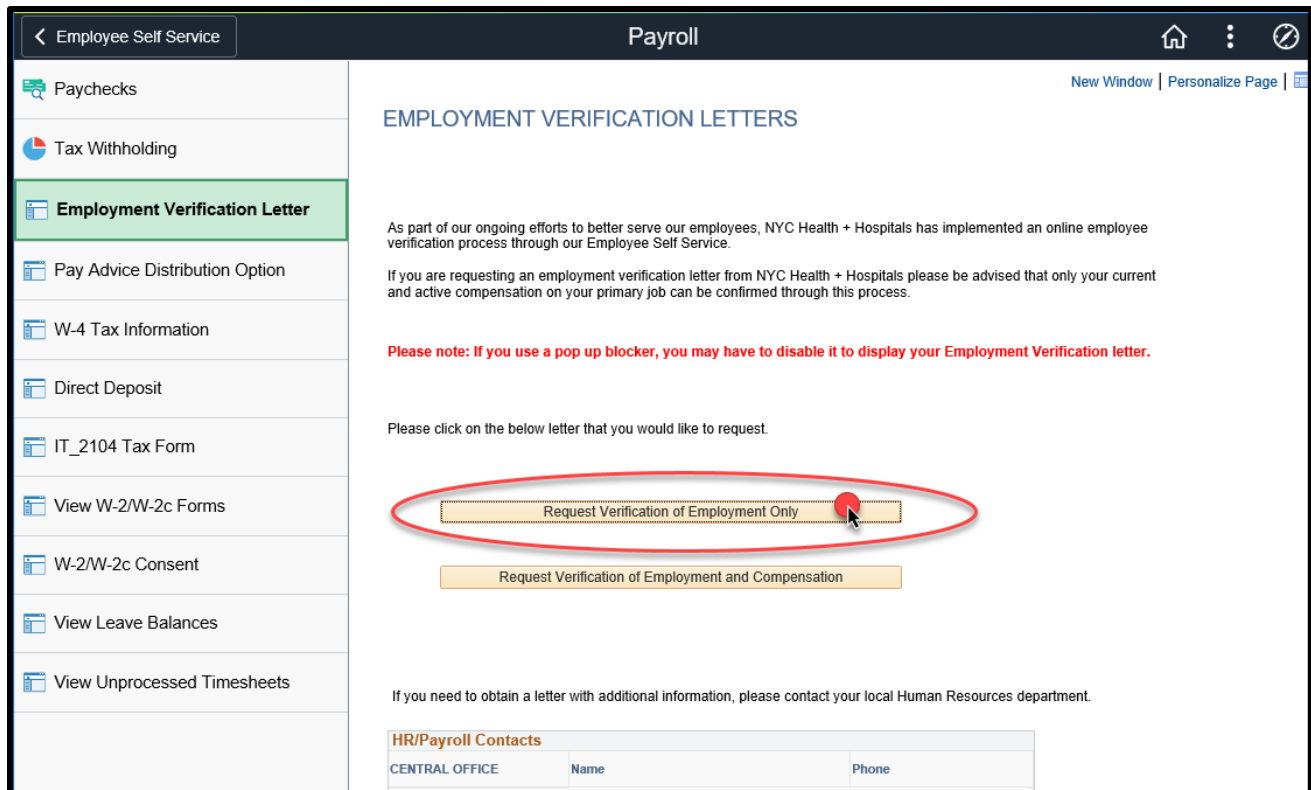 Employee Self Service
Payroll
Paychecks
Tax Withholding
Employment Verification Letter
Pay Advice Distribution Option
W-4 Tax Information
Direct Deposit
IT_2104 Tax Form
View W-2/W-2c Forms
W-2/W-2c Consent
View Leave Balances
View Unprocessed Timesheets
New Window | Personalize Page |
EMPLOYMENT VERIFICATION LETTERS
As part of our ongoing efforts to better serve our employees, NYC Health + Hospitals has implemented an online employee
verification process through our Employee Self Service.
If you are requesting an employment verification letter from NYC Health + Hospitals please be advised that only your current
and active compensation on your primary job can be confirmed through this process.
Please note: If you use a pop up blocker, you may have to disable it to display your Employment Verification letter.
Please click on the below letter that you would like to request.
Request Verification of Employment Only
Request Verification of Employment and Compensation
If you need to obtain a letter with additional information, please contact your local Human Resources department.
HR/Payroll Contacts
CENTRAL OFFICE Name Phone